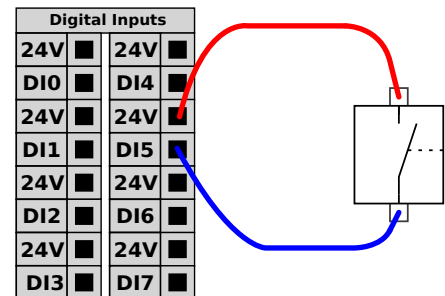 Digital Inputs
24V 24V
DI0 DI4
24V 24V
DI1 DI5
24V 24V
DI2 DI6
24V 24V
DI3 DI7